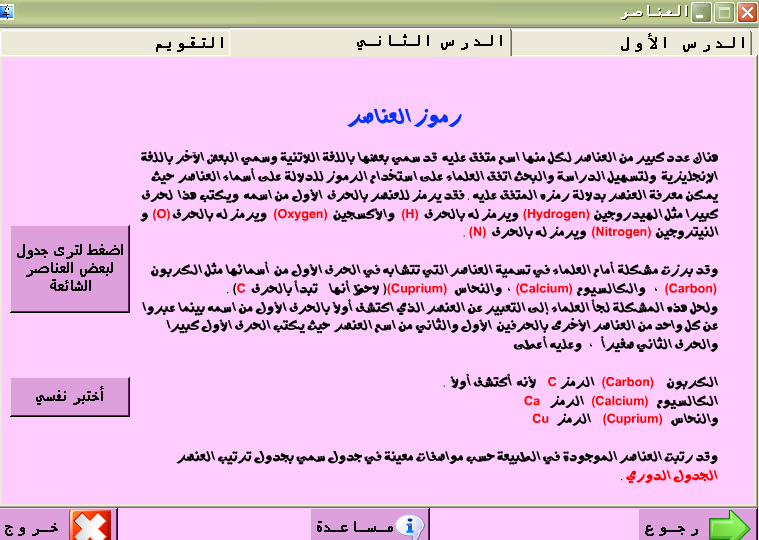 العناصر
الدرس الأول
الدرس الثاني
التقويم
رموز العناصر
هناك عدد كبير من العناصر لكل منها اسم متفق عليه قد سمي بعضها باللغة اللاتنية وسمي البعض الآخر باللغة
الإنجليزية ولتسهيل الدراسة والبحث اتفق العلماء على استخدام الرموز للدلالة على أسماء العناصر حيث
يمكن معرفة العنصر بدلالة رمزه المتفق عليه . فقد يرمز للعنصر بالحرف الأول من اسمه ويكتب هذا لحرف
كبيرا مثل الهيدروجين (Hydrogen) ويرمز له بالحرف (H) والأكسجين (Oxygen) ويرمز له بالحرف (O) و
النيتروجين (Nitrogen) ويرمز له بالحرف (N) .
وقد برزت مشكلة أمام العلماء في تسمية العناصر التي تتشابه في الحرف الأول من أسمائها مثل الكربون
(Carbon) ، والكالسيوم (Calcium) ، والنحاس (Cuprium)( لاحظ أنها تبدأ بالحرف C) .
ولحل هذه المشكلة لجأ العلماء إلى التعبير عن العنصر الذي اكتشف أولاً بالحرف الأول من اسمه بينما عبروا
عن كل واحد من العناصر الأخرى بالحرفين الأول والثاني من اسم العنصر حيث يكتب الحرف الأول كبيرا
والحرف الثاني صغيراً ، وعليه أعطى
الكربون (Carbon) الرمز C لأنه أكتشف أولاً .
الكالسيوم (Calcium) الرمز Ca
والنحاس (Cuprium) الرمز Cu
وقد رتبت العناصر الموجودة في الطبيعة حسب مواصفات معينة في جدول سمي بجدول ترتيب العنصر
الجدول الدوري .
اضغط لترى جدول
لبعض العناصر
الشائعة
أختبر نفسي
رجوع
مساعدة
خروج